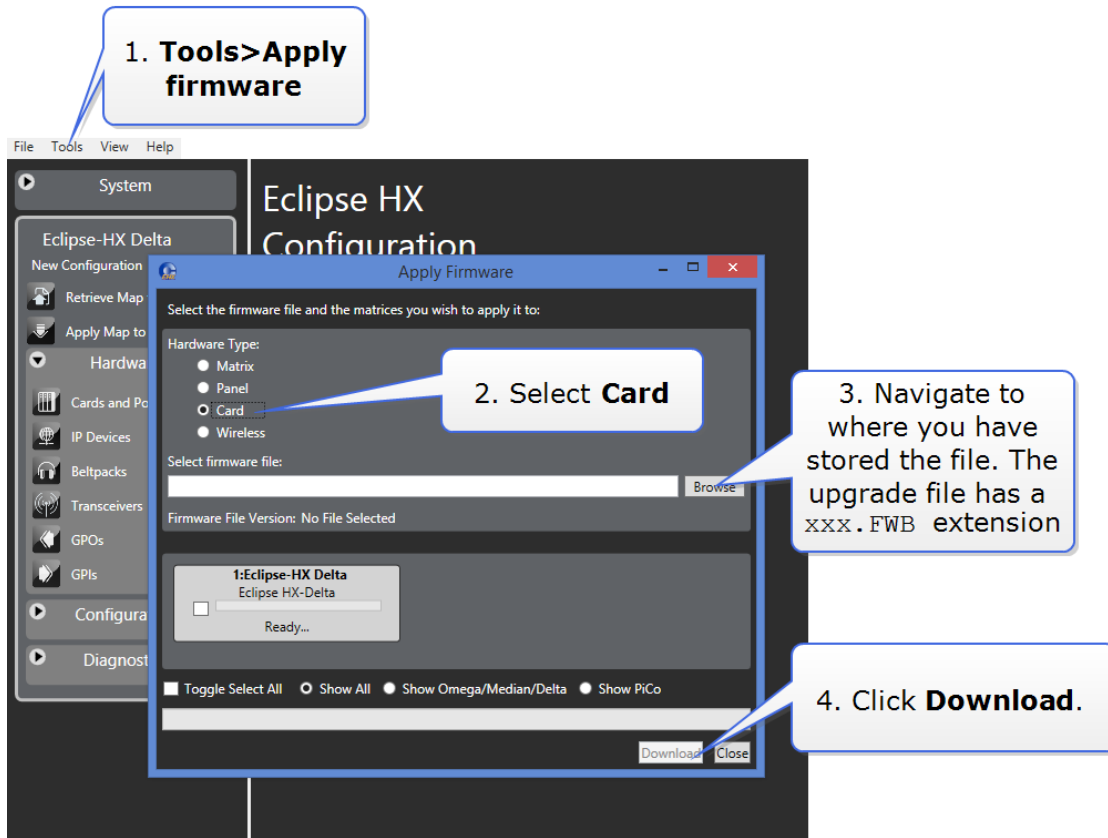 1. Tools>Apply
firmware
File Tools View Help
System
Eclipse HX
Configuration
Eclipse-HX Delta
New Configuration
Retrieve Map
Apply Map to
Hardwa
Cards and Po
IP Devices
Beltpacks
Transceivers
GPOs
GPIs
Configura
Diagnost
Apply Firmware
Select the firmware file and the matrices you wish to apply it to:
Hardware Type:
Matrix
Panel
Card
Wireless
2. Select Card
Select firmware file:
Browse
Firmware File Version: No File Selected
3. Navigate to
where you have
stored the file. The
upgrade file has a
xxx.FWB extension
1:Eclipse-HX Delta
Eclipse HX-Delta
Ready...
Toggle Select All Show All Show Omega/Median/Delta Show PiCo
4. Click Download.
Download Close